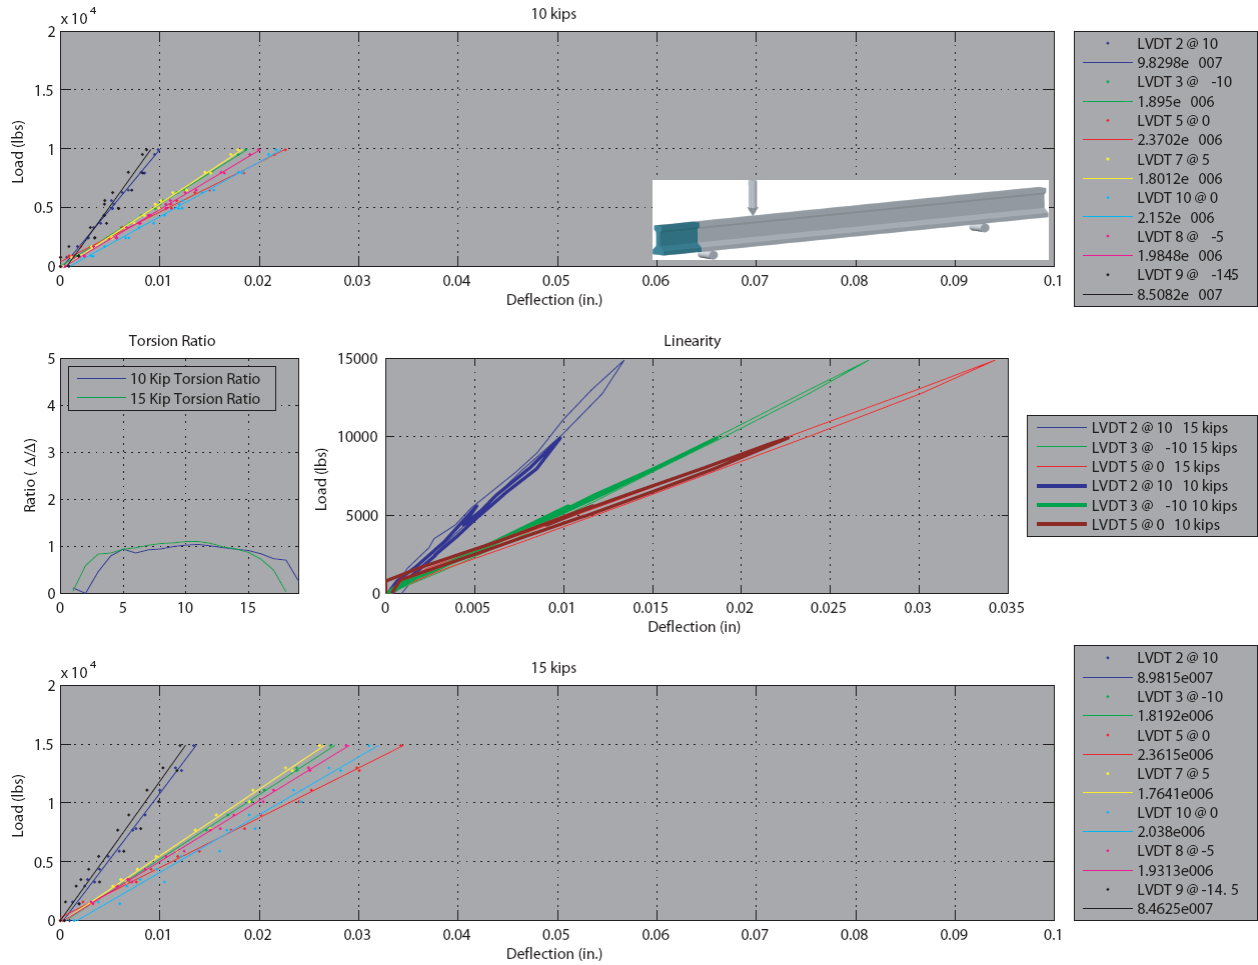 10 kips
x 10⁴
2
1.5
1
0.5
0
Load (lbs)
0 0.01 0.02 0.03 0.04 0.05 0.06 0.07 0.08 0.09 0.1
Deflection (in.)
LVDT 2 @ 10
9.8298e 007
LVDT 3 @ -10
1.895e 006
LVDT 5 @ 0
2.3702 e 006
LVDT 7 @ 5
1.8012 e 006
LVDT 10 @ 0
2.152e 006
LVDT 8 @ -5
1.9848e 006
LVDT 9 @ -145
8.5082e 007
Torsion Ratio
5
4
3
2
1
0
Ratio ( Δ/Δ)
10 Kip Torsion Ratio
15 Kip Torsion Ratio
0 5 10 15
Linearity
15000
10000
5000
0
Load (lbs)
0 0.005 0.01 0.015 0.02 0.025 0.03 0.035
Deflection (in)
LVDT 2 @ 10 15 kips
LVDT 3 @ -10 15 kips
LVDT 5 @ 0 15 kips
LVDT 2 @ 10 10 kips
LVDT 3 @ -10 10 kips
LVDT 5 @ 0 10 kips
15 kips
x 10⁴
2
1.5
1
0.5
0
Load (lbs)
0 0.01 0.02 0.03 0.04 0.05 0.06 0.07 0.08 0.09 0.1
Deflection (in.)
LVDT 2 @ 10
8.9815e007
LVDT 3 @ -10
1.8192e006
LVDT 5 @ 0
2.3615e006
LVDT 7 @ 5
1.7641e006
LVDT 10 @ 0
2.038e006
LVDT 8 @ -5
1.9313e006
LVDT 9 @ -14. 5
8.4625e007